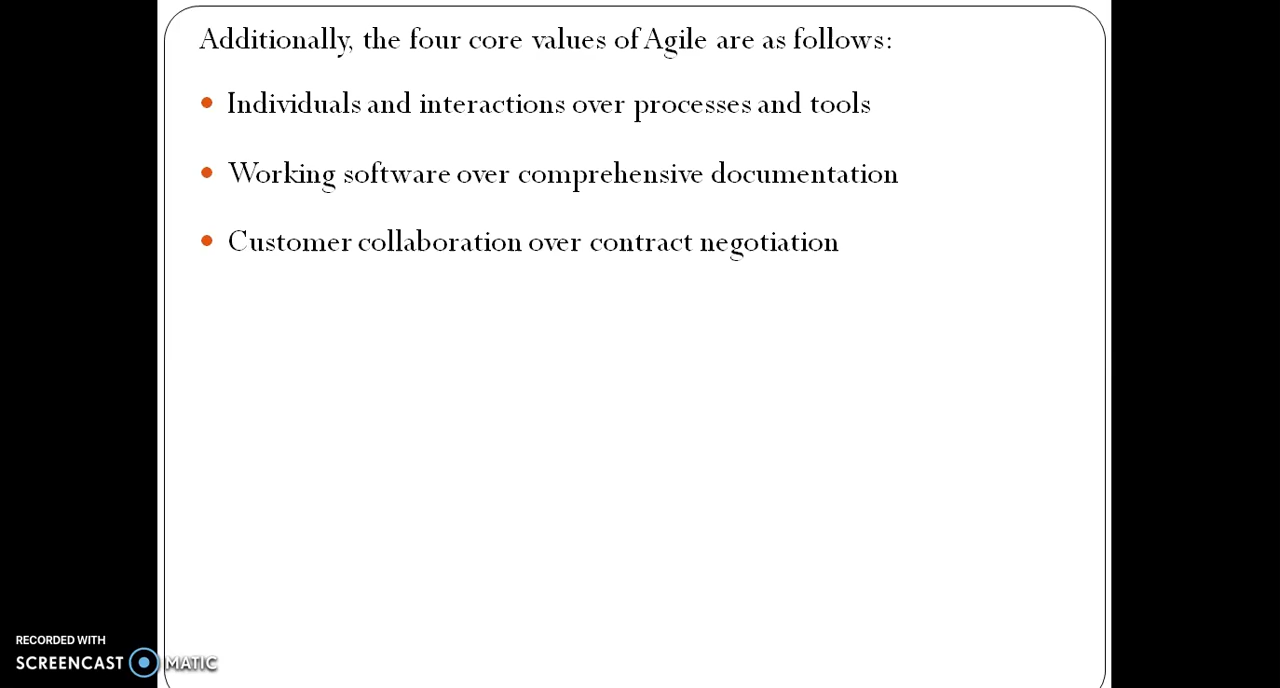 Additionally, the four core values of Agile are as follows:
Individuals and interactions over processes and tools
Working software over comprehensive documentation
Customer collaboration over contract negotiation
RECORDED WITH
SCREENCAST MATIC